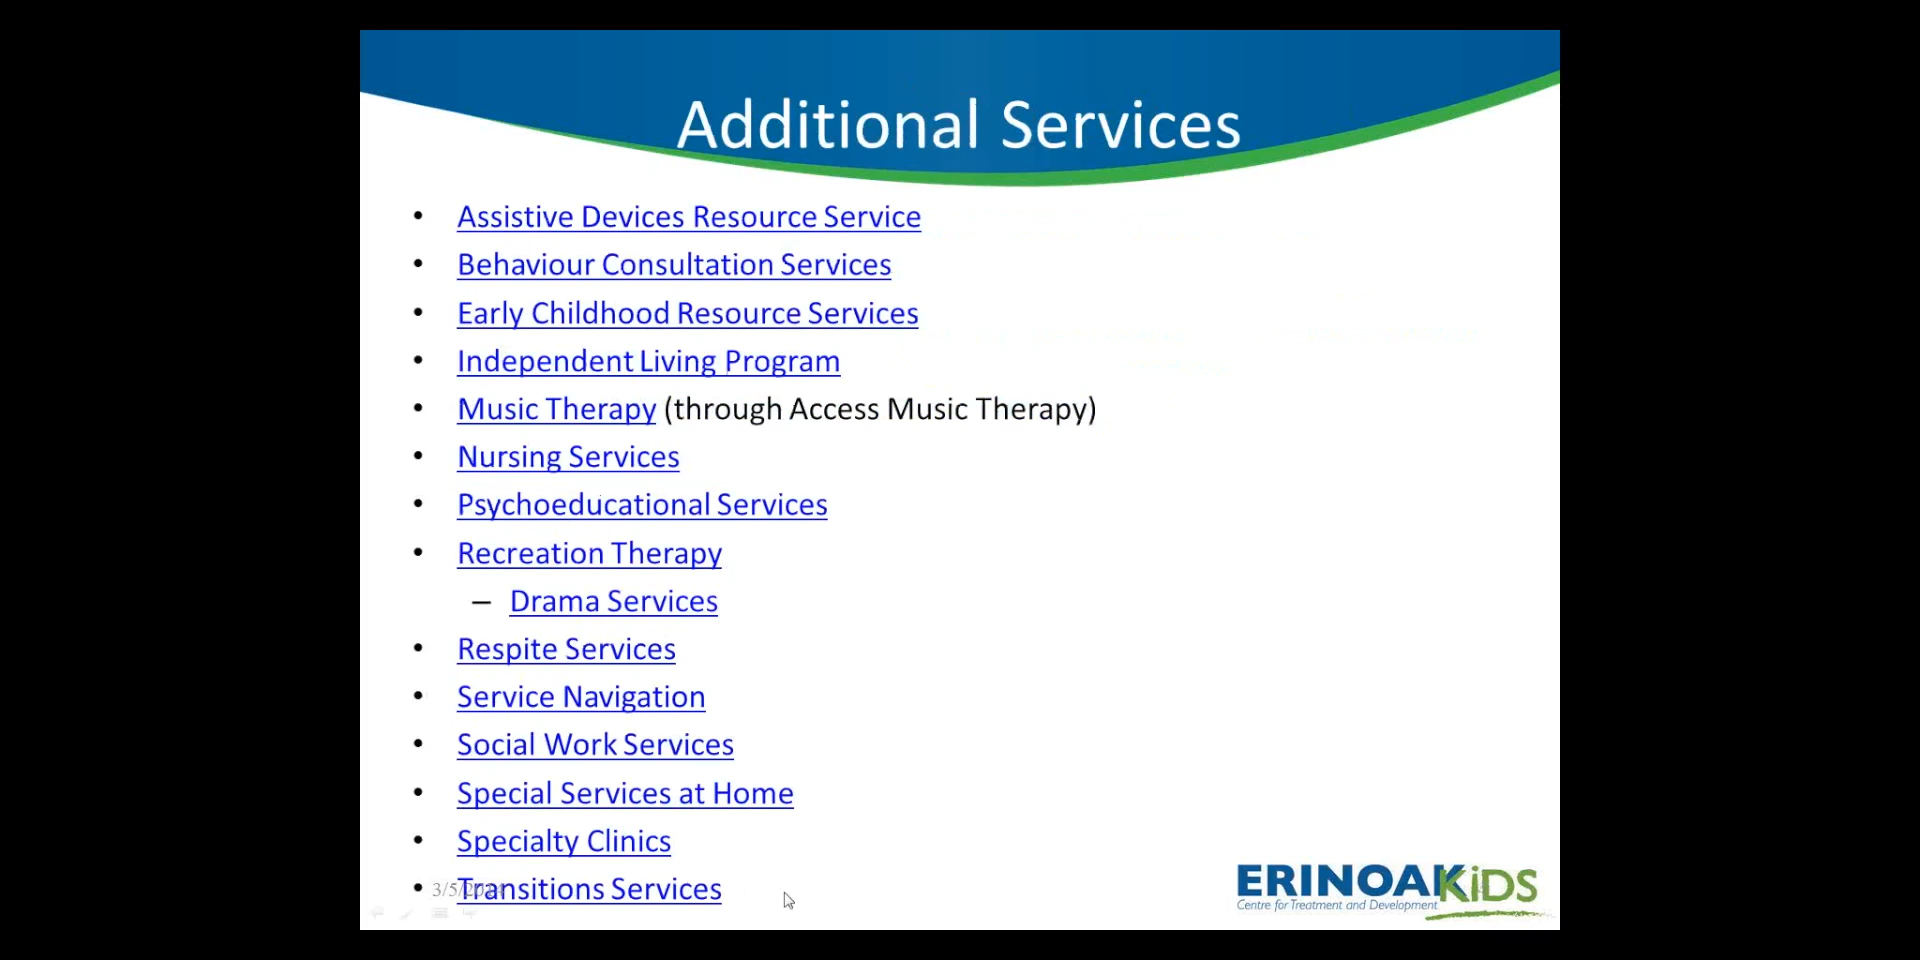 Additional Services
• Assistive Devices Resource Service
• Behaviour Consultation Services
• Early Childhood Resource Services
• Independent Living Program
• Music Therapy (through Access Music Therapy)
• Nursing Services
• Psychoeducational Services
• Recreation Therapy
– Drama Services
• Respite Services
• Service Navigation
• Social Work Services
• Special Services at Home
• Specialty Clinics
• Transitions Services
ERINOAKKiDS
Centre for Treatment and Development